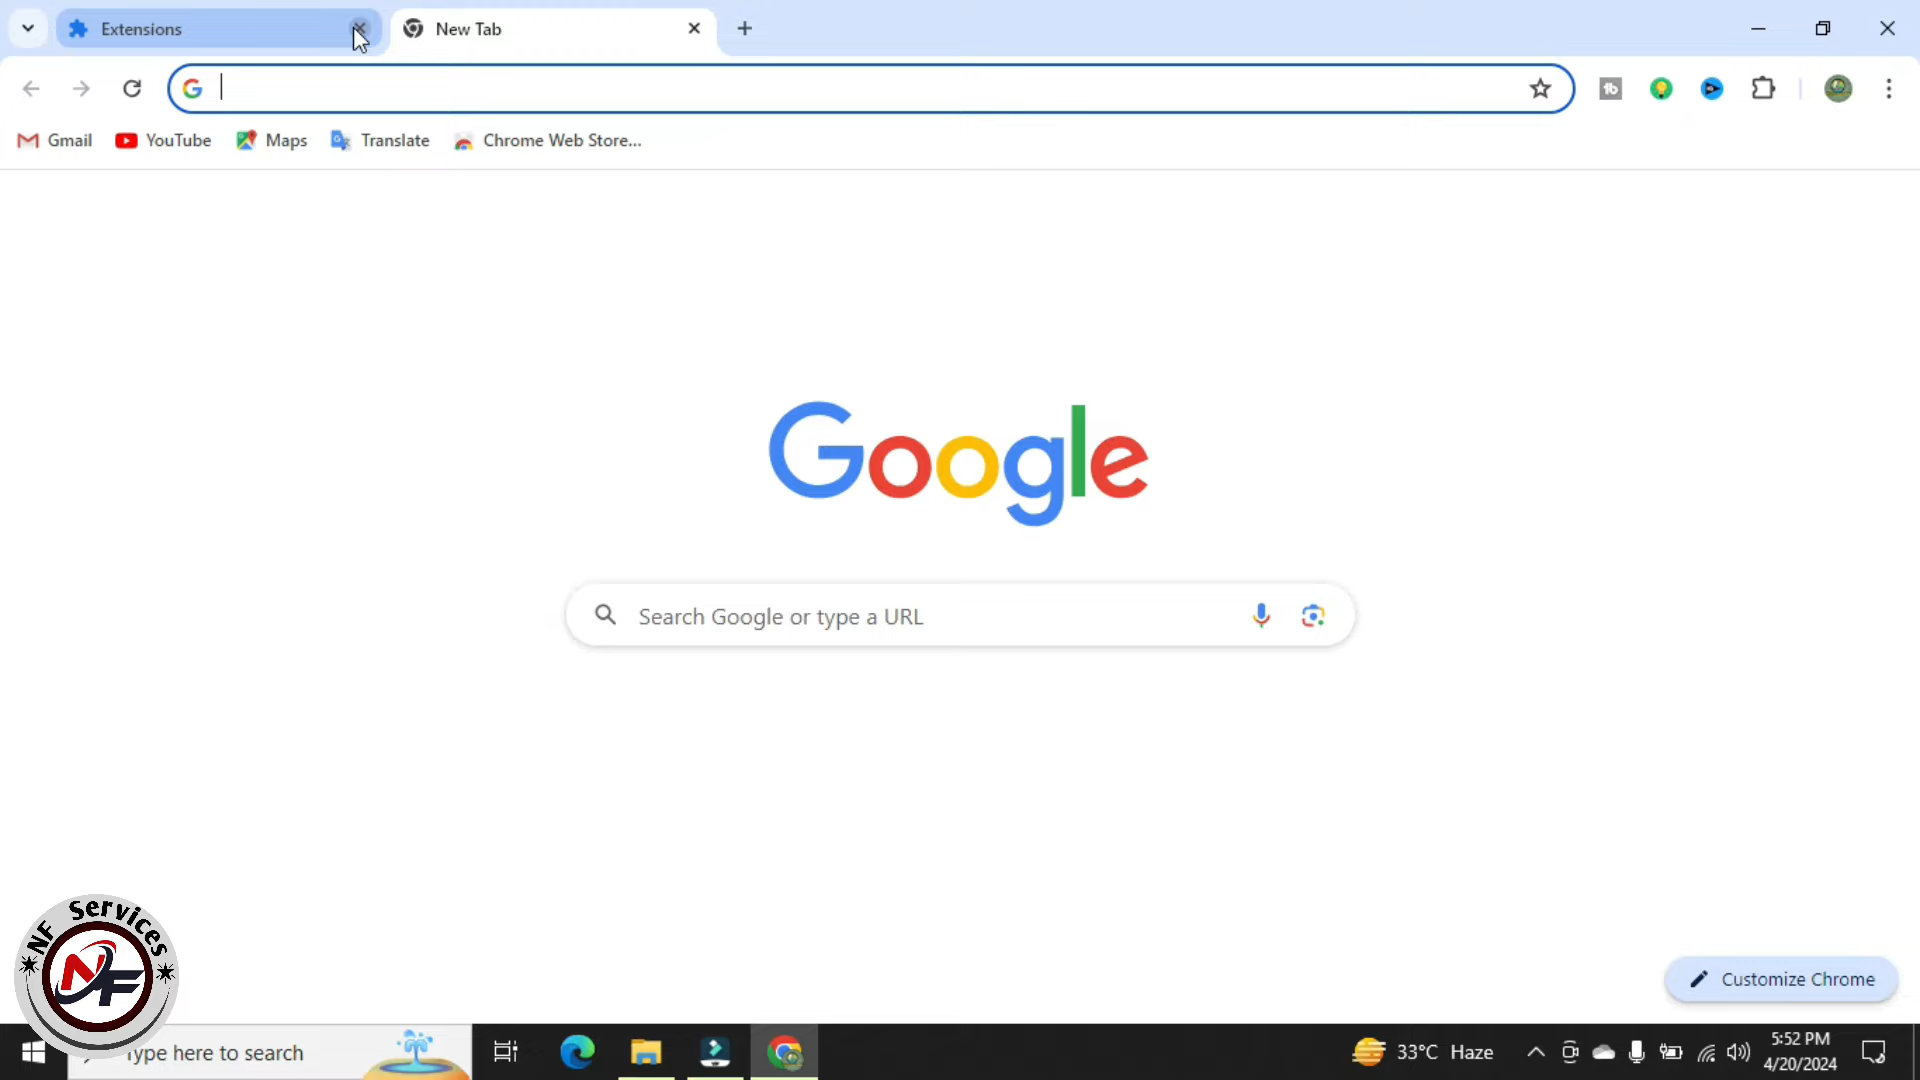 Extensions
New Tab
Gmail
YouTube
Maps
Translate
Chrome Web Store...
Google
Search Google or type a URL
Customize Chrome
NF Services
NF
Type here to search
33°C Haze
5:52 PM
4/20/2024